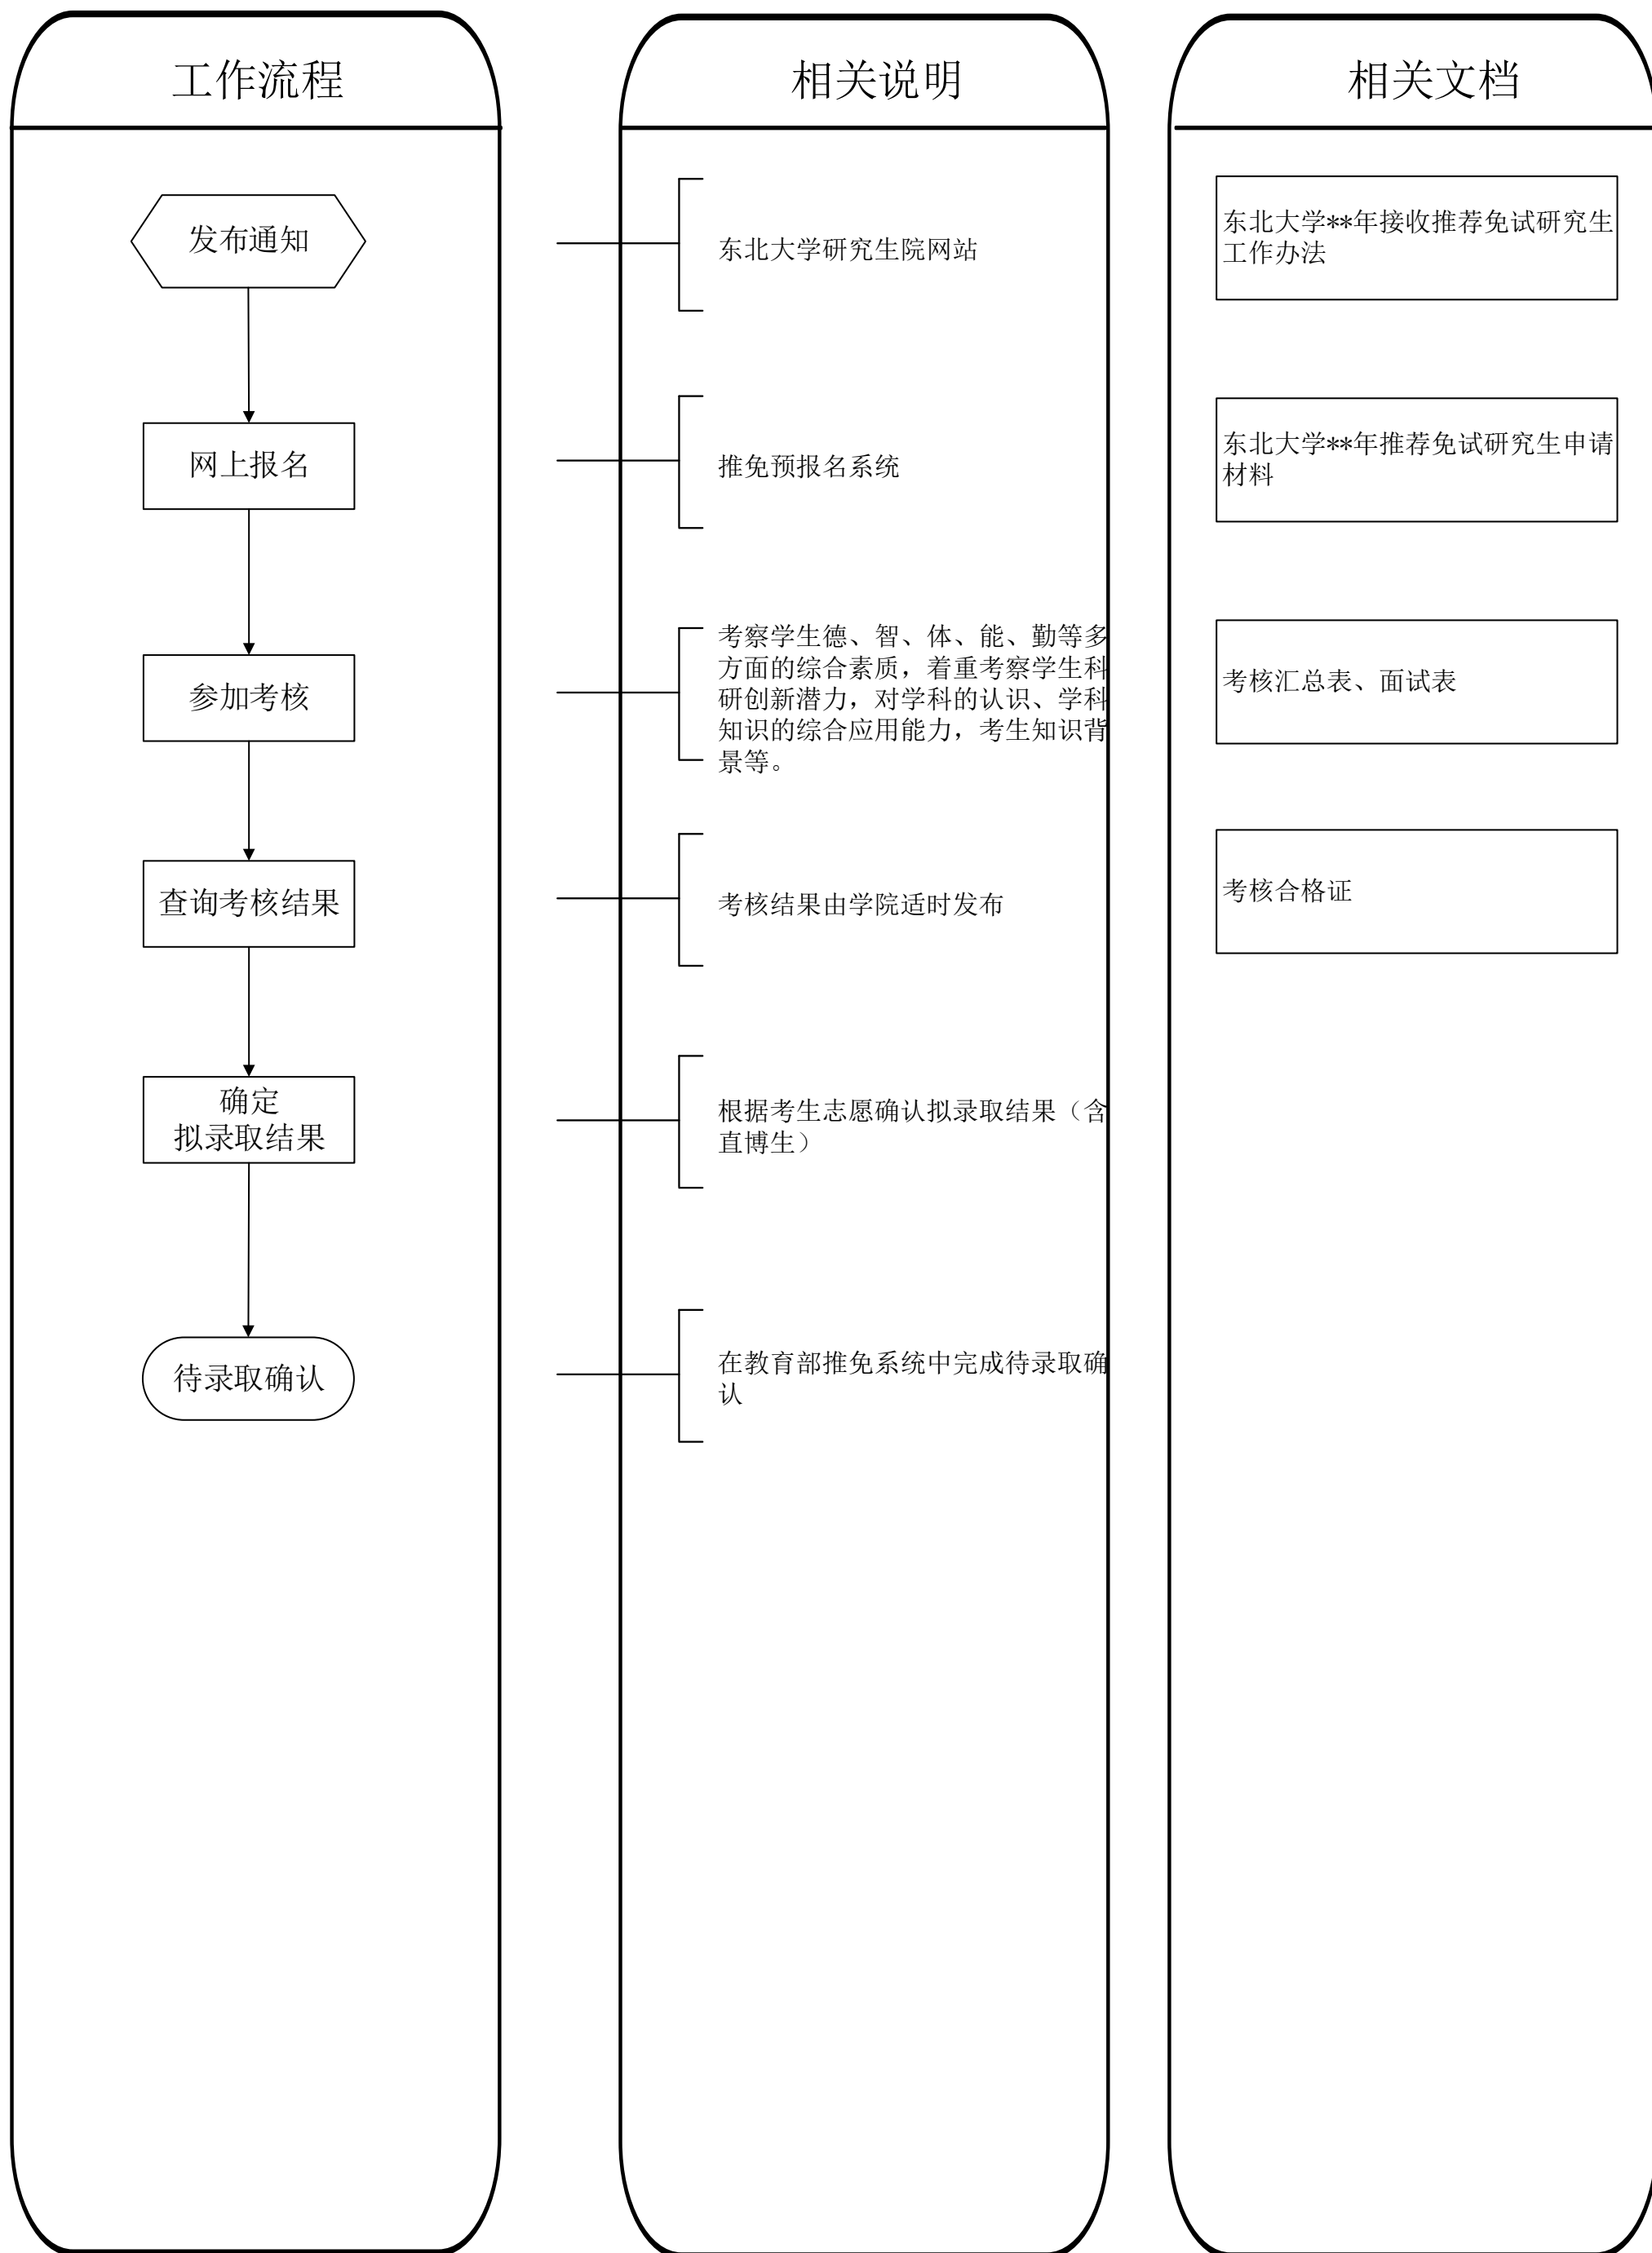 工作流程
发布通知
网上报名
参加考核
查询考核结果
确定
拟录取结果
待录取确认
相关说明
东北大学研究生院网站
推免预报名系统
考察学生德、智、体、能、勤等多
方面的综合素质，着重考察学生科
研创新潜力，对学科的认识、学科
知识的综合应用能力，考生知识背
景等。
考核结果由学院适时发布
根据考生志愿确认拟录取结果（含
直博生）
在教育部推免系统中完成待录取确
认
相关文档
东北大学**年接收推荐免试研究生
工作办法
东北大学**年推荐免试研究生申请
材料
考核汇总表、面试表
考核合格证